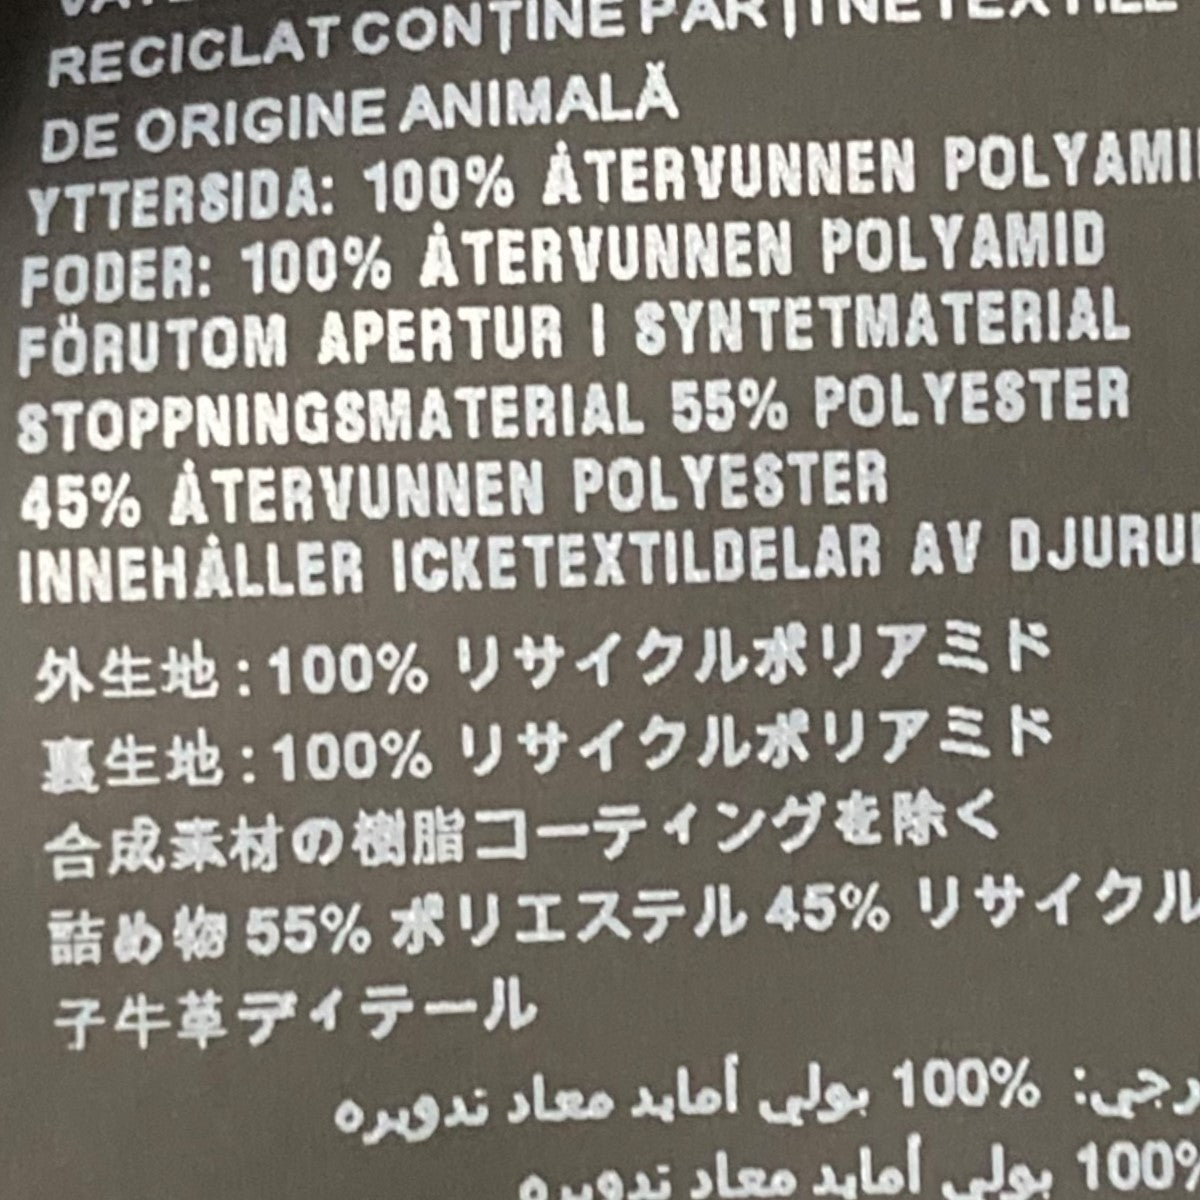 RECICLAT CONȚINE PĂRȚI NETEXTILE
DE ORIGINE ANIMALĂ
YTTERSIDA: 100% ÅTERVUNNEN POLYAMI
FODER: 100% ÅTERVUNNEN POLYAMID
FÖRUTOM APERTUR I SYNTETMATERIAL
STOPPNINGSMATERIAL 55% POLYESTER
45% ÅTERVUNNEN POLYESTER
INNEHÅLLER ICKETEXTILDELAR AV DJURU
外生地:100% リサイクルポリアミド
裏生地:100% リサイクルポリアミド
合成素材の樹脂コーティングを除く
詰め物 55% ポリエステル 45% リサイクル
子牛革ディテール
رجي: 100% بولي أمايد معاد تدويره
100% بولي أمايد معاد تدويره